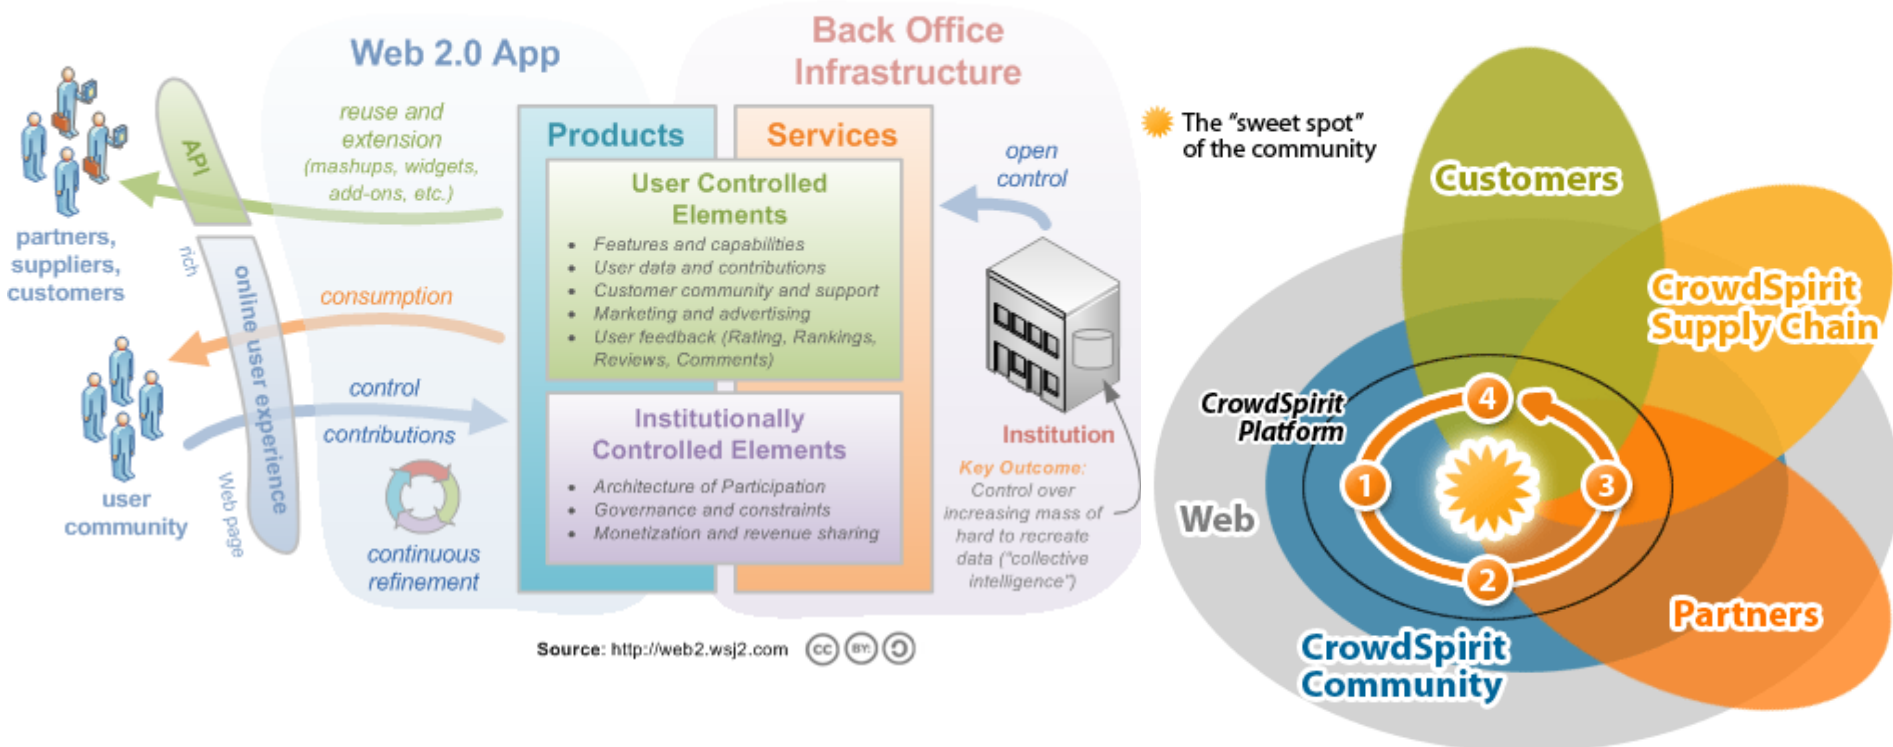 Web 2.0 App
Back Office
Infrastructure
API
rich
online user experience
Web page
partners,
suppliers,
customers
user
community
reuse and
extension
(mashups, widgets,
add-ons, etc.)
consumption
control
contributions
continuous
refinement
Products
Services
User Controlled
Elements
• Features and capabilities
• User data and contributions
• Customer community and support
• Marketing and advertising
• User feedback (Rating, Rankings,
Reviews, Comments)
Institutionally
Controlled Elements
• Architecture of Participation
• Governance and constraints
• Monetization and revenue sharing
open
control
Institution
Key Outcome:
Control over
increasing mass of
hard to recreate
data ("collective
intelligence")
Source: http://web2.wsj2.com
cc BY:
The “sweet spot”
of the community
Customers
CrowdSpirit
Supply Chain
CrowdSpirit
Platform
4
1
3
2
Web
Partners
CrowdSpirit
Community